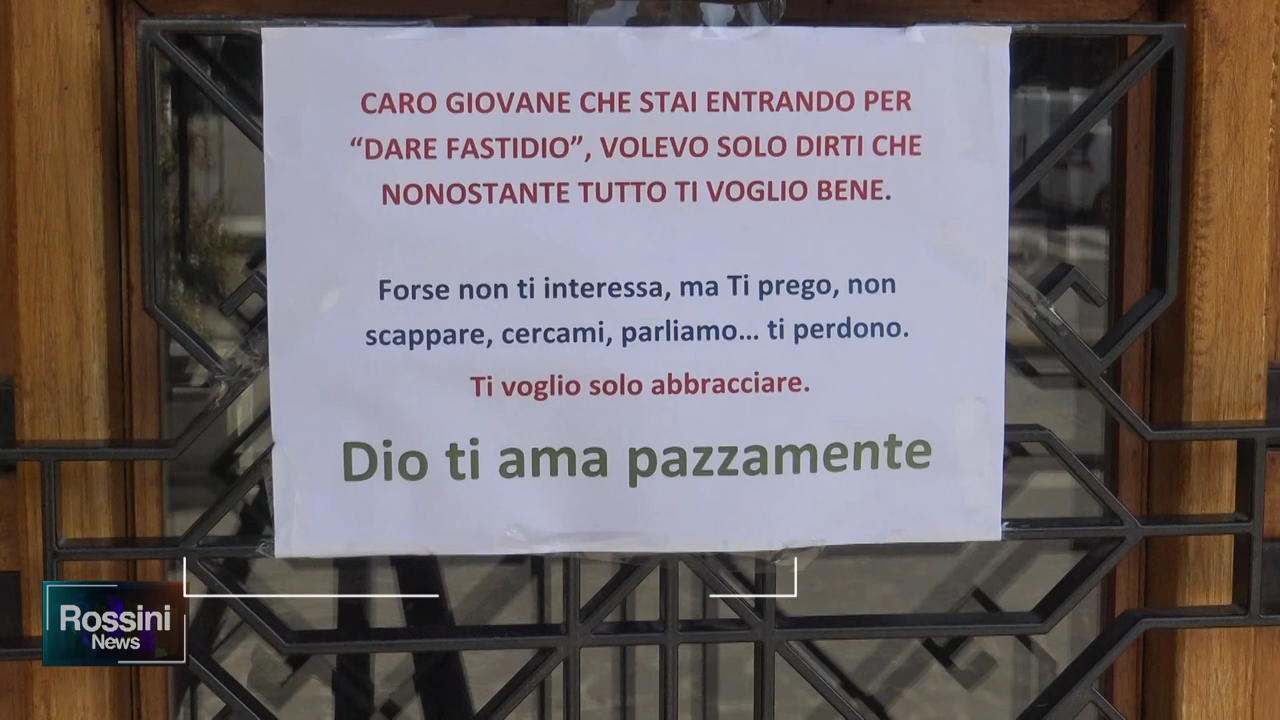 CARO GIOVANE CHE STAI ENTRANDO PER
“DARE FASTIDIO”, VOLEVO SOLO DIRTI CHE
NONOSTANTE TUTTO TI VOGLIO BENE.
Forse non ti interessa, ma Ti prego, non
scappare, cercami, parliamo... ti perdono.
Ti voglio solo abbracciare.
Dio ti ama pazzamente
Rossini
News